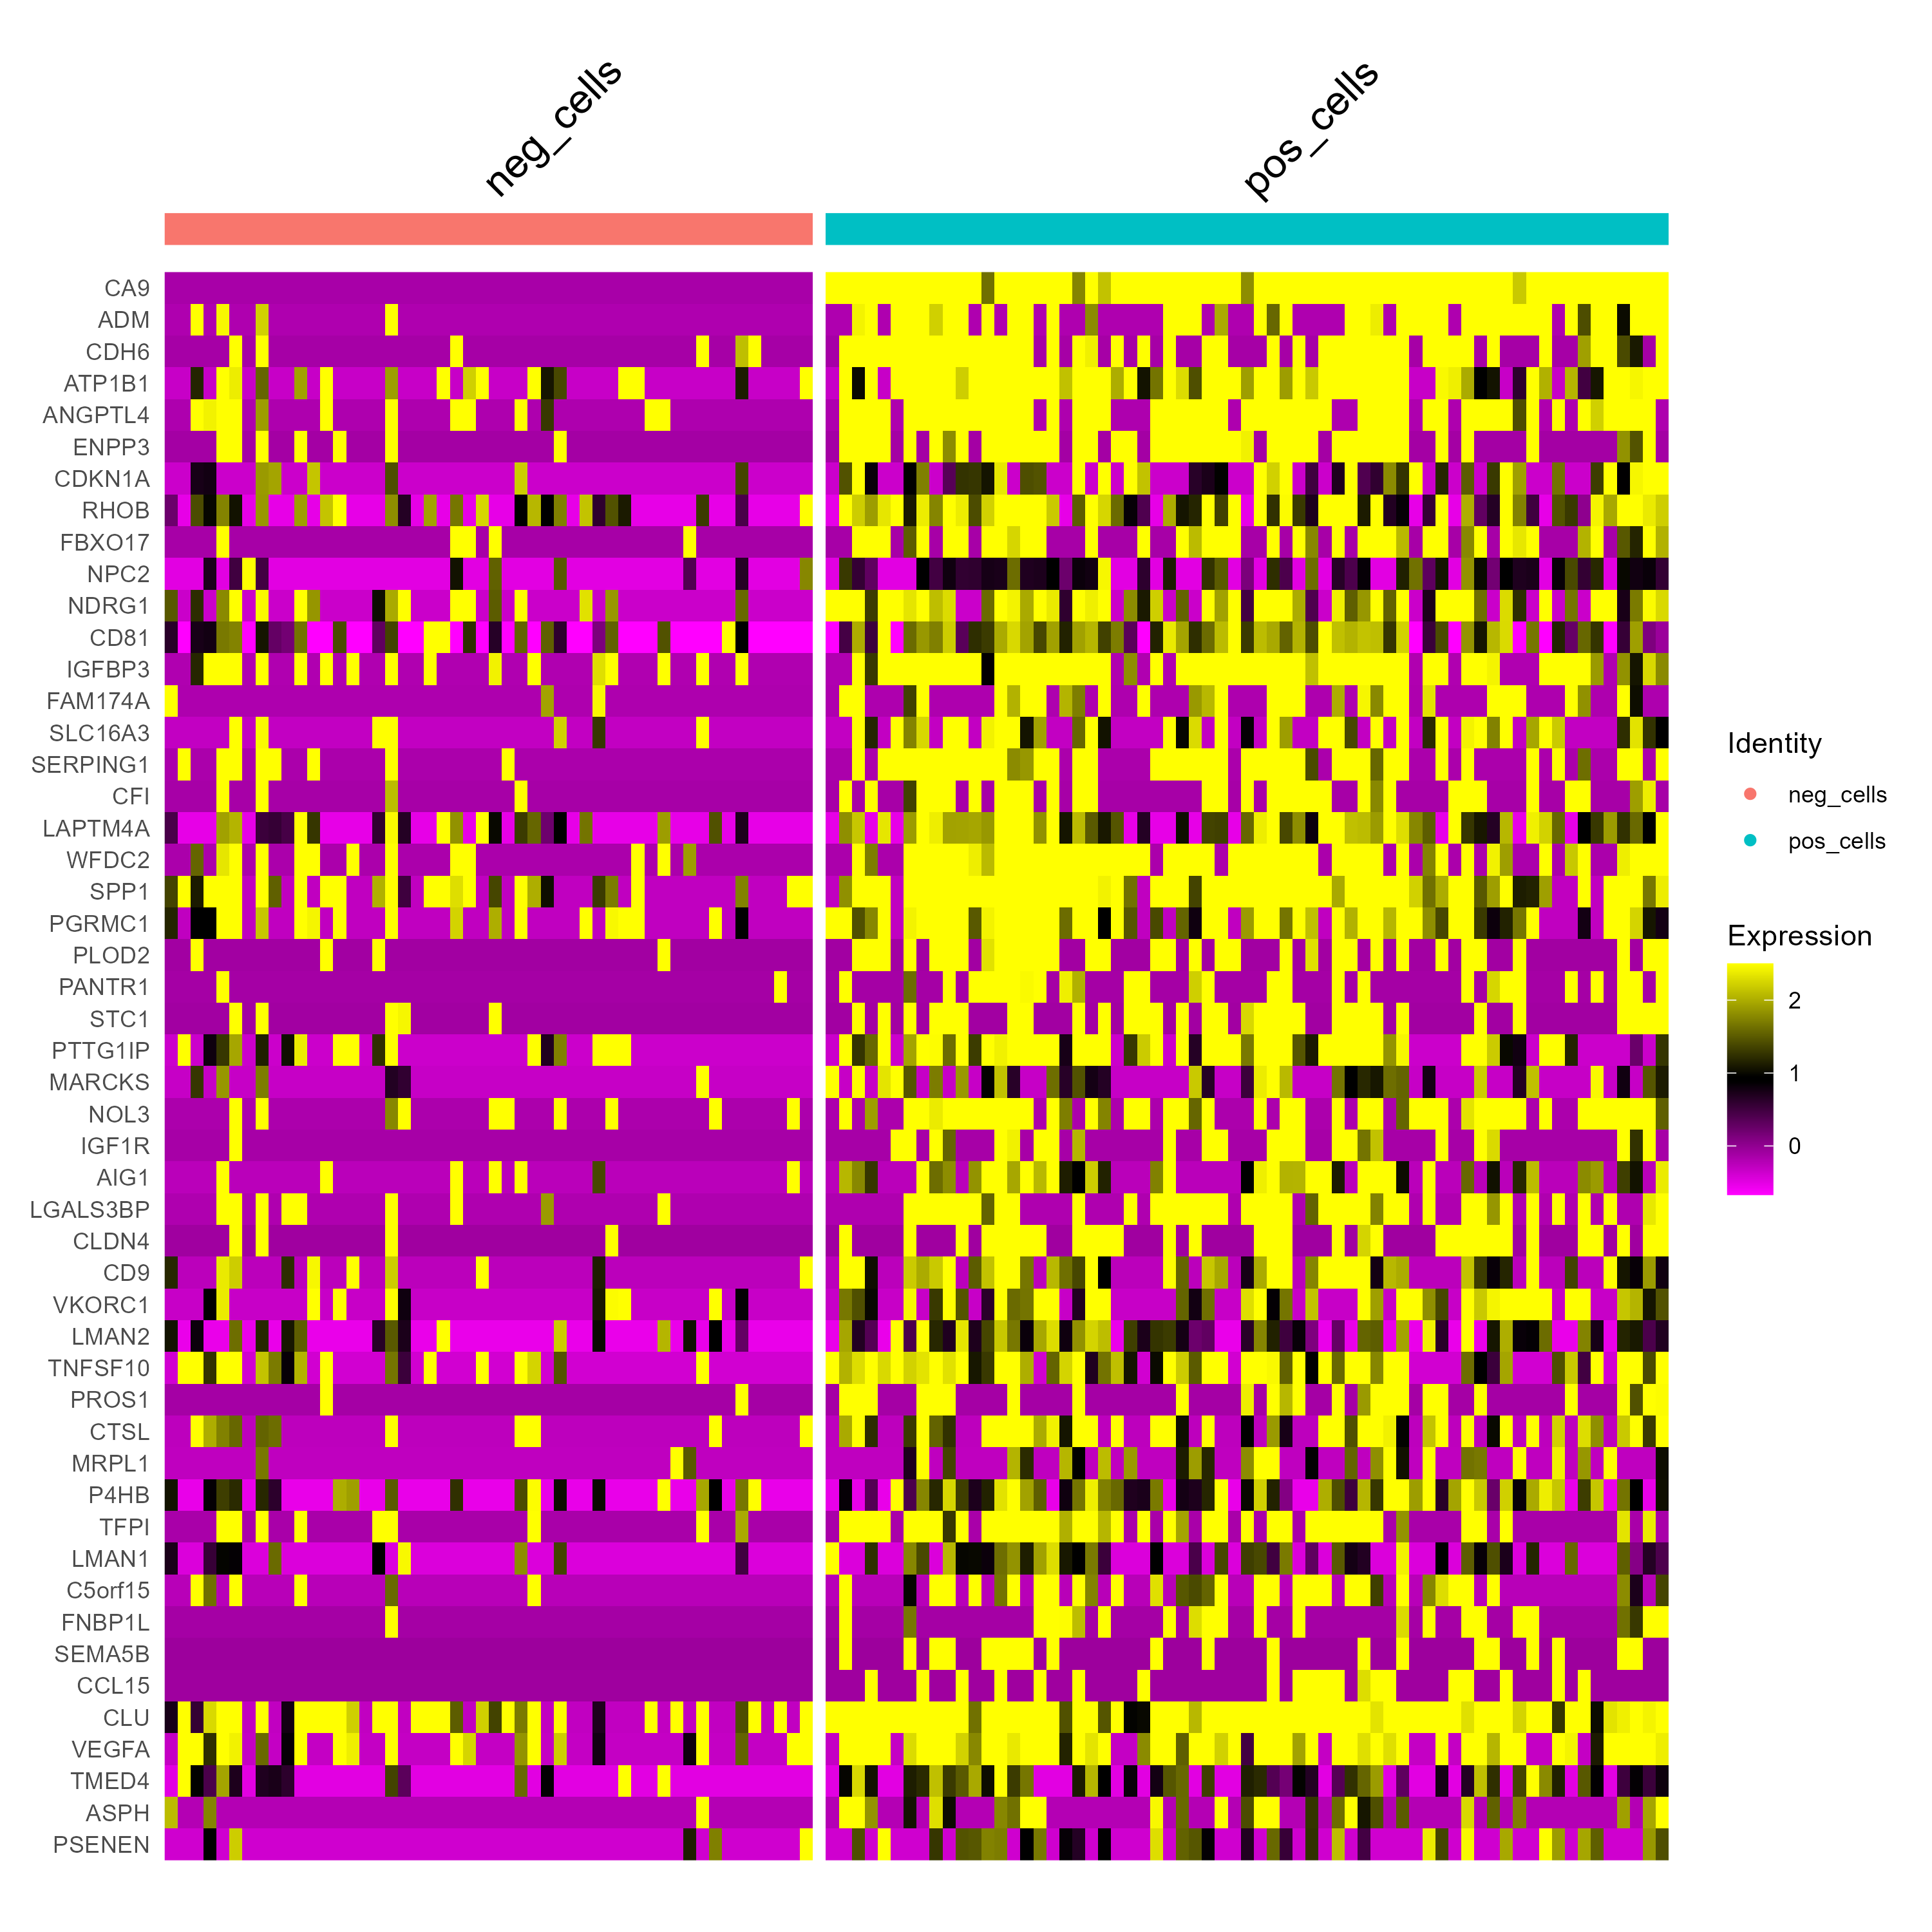 neg_cells
pos_cells
CA9
ADM
CDH6
ATP1B1
ANGPTL4
ENPP3
CDKN1A
RHOB
FBXO17
NPC2
NDRG1
CD81
IGFBP3
FAM174A
SLC16A3
SERPING1
CFI
LAPTM4A
WFDC2
SPP1
PGRMC1
PLOD2
PANTR1
STC1
PTTG1IP
MARCKS
NOL3
IGF1R
AIG1
LGALS3BP
CLDN4
CD9
VKORC1
LMAN2
TNFSF10
PROS1
CTSL
MRPL1
P4HB
TFPI
LMAN1
C5orf15
FNBP1L
SEMA5B
CCL15
CLU
VEGFA
TMED4
ASPH
PSENEN
Identity
neg_cells
pos_cells
Expression
2
1
0